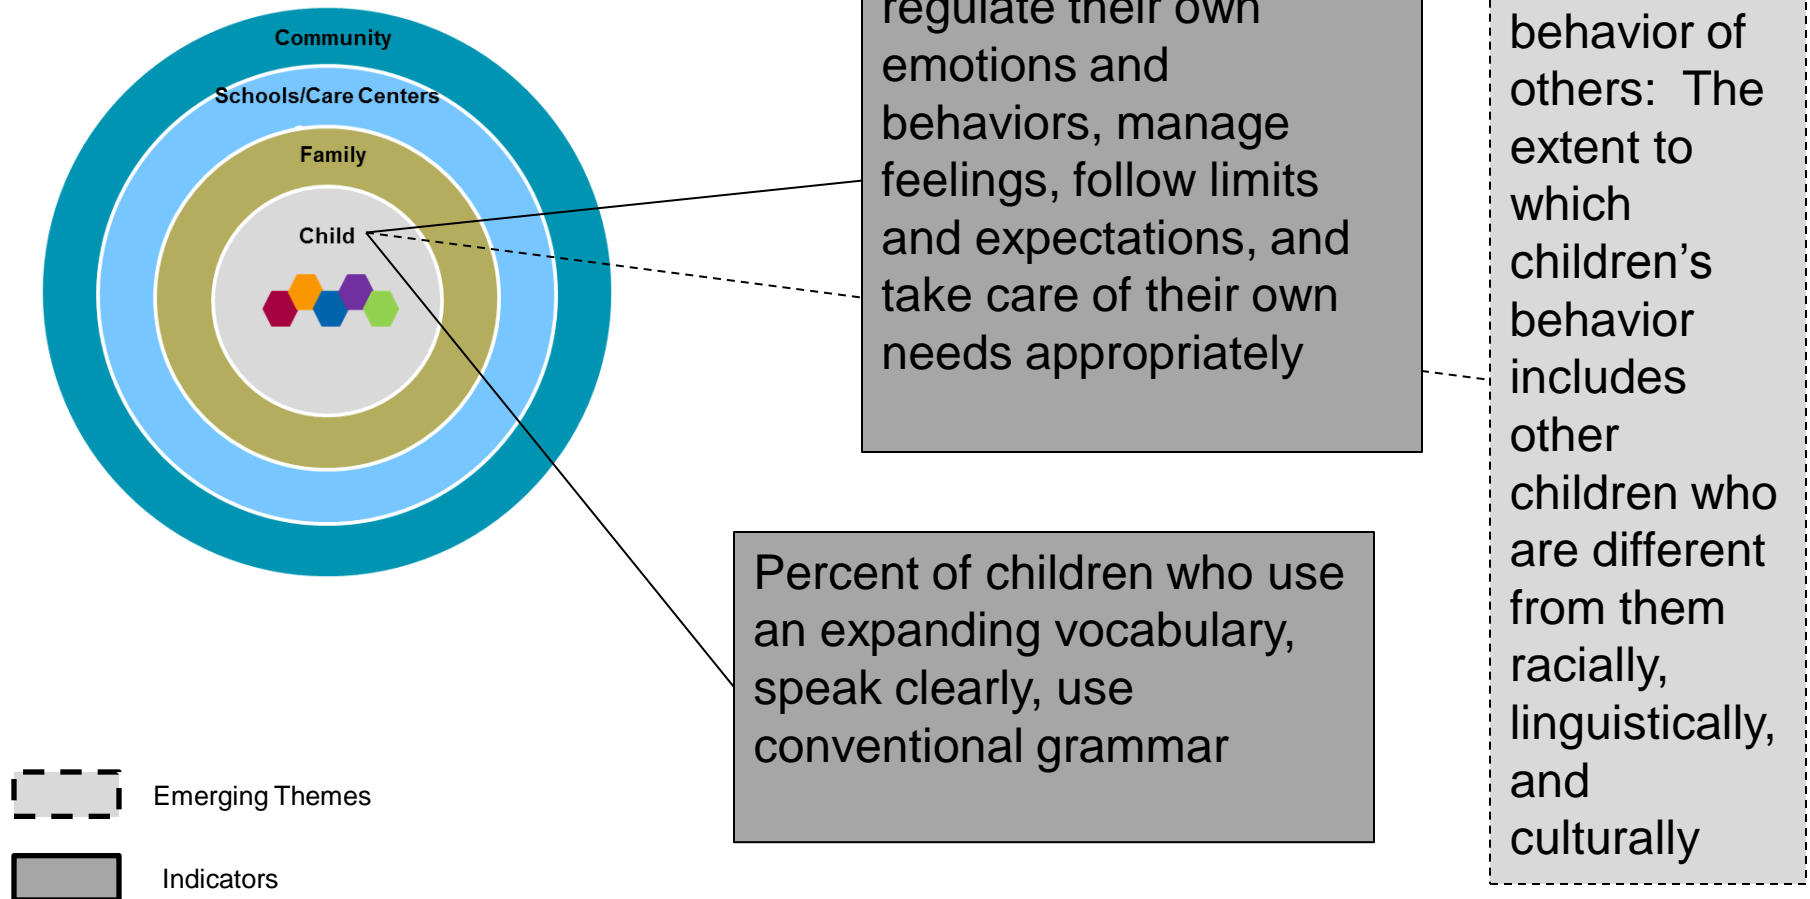 Community
Schools/Care Centers
Family
Child
regulate their own
emotions and
behaviors, manage
feelings, follow limits
and expectations, and
take care of their own
needs appropriately
behavior of
others:  The
extent to
which
children’s
behavior
includes
other
children who
are different
from them
racially,
linguistically,
and
culturally
Percent of children who use
an expanding vocabulary,
speak clearly, use
conventional grammar
Emerging Themes
Indicators